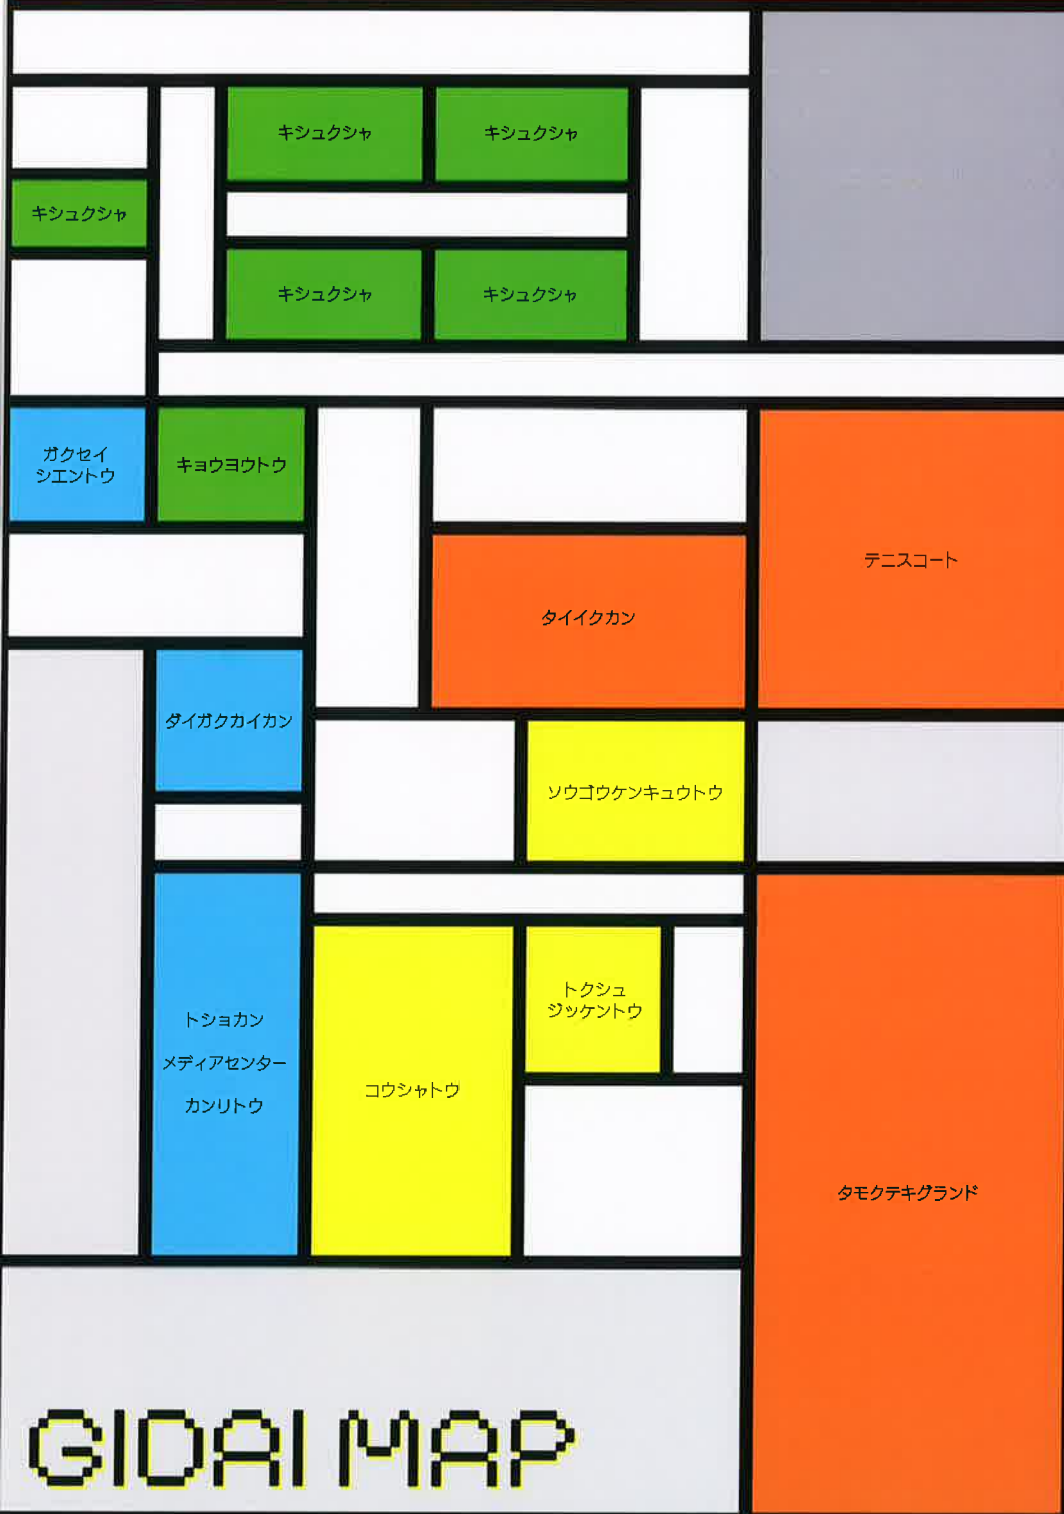 キシュクシャ
キシュクシャ
キシュクシャ
キシュクシャ
キシュクシャ
ガクセイ
シエントウ
キョウヨウトウ
テニスコート
タイイクカン
ダイガクカイカン
ソウゴウケンキュウトウ
トクシュ
ジッケントウ
トショカン
メディアセンター
カンリトウ
コウシャトウ
タモクテキグランド
GIDAI MAP